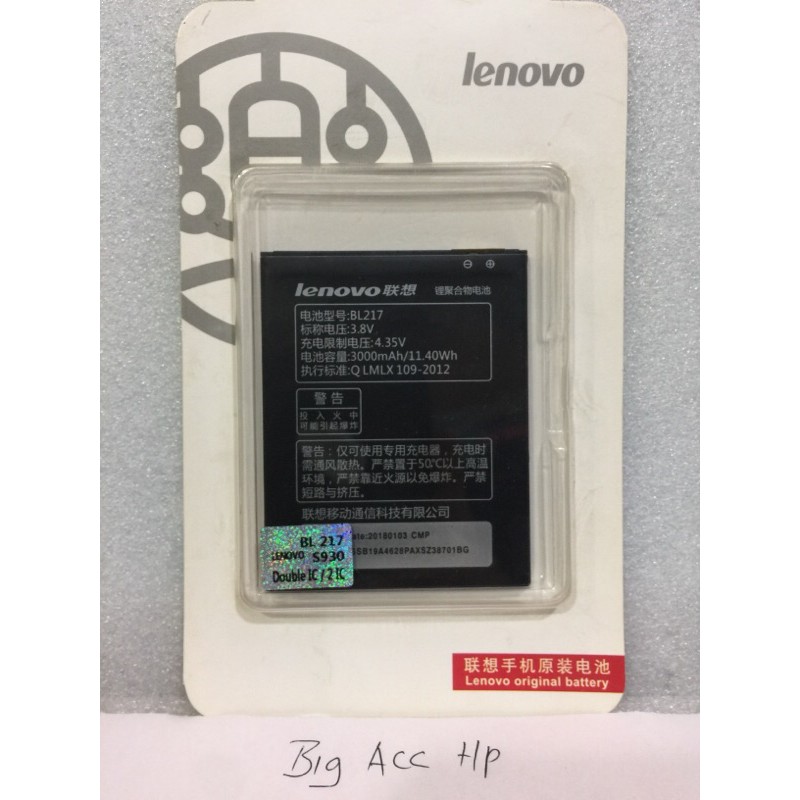 lenovo
⊖ ⊕
lenovo联想 锂聚合物电池
电池型号:BL217
标称电压:3.8V
充电限制电压:4.35V
电池容量:3000mAh/11.40Wh
执行标准:Q LMLX 109-2012
警告
投入火中
可能引起爆炸
警告：仅可使用专用充电器，充电时
需通风散热。严禁置于50℃以上高温
环境，严禁靠近火源以免爆炸。严禁
短路与挤压。
联想移动通信科技有限公司
ate:20180103 CMP
SB19A4628PAXSZ38701BG
BL 217
LENOVO S930
Double IC / 2 IC
联想手机原装电池
Lenovo original battery
Big Acc Hp